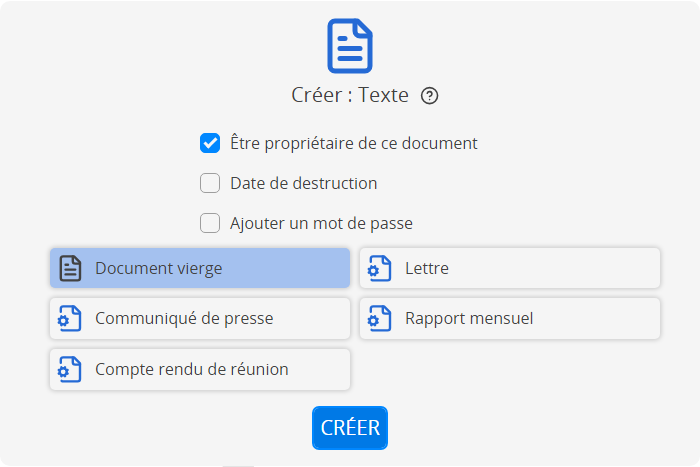 Créer : Texte ?
Être propriétaire de ce document
Date de destruction
Ajouter un mot de passe
Document vierge
Lettre
Communiqué de presse
Rapport mensuel
Compte rendu de réunion
CRÉER